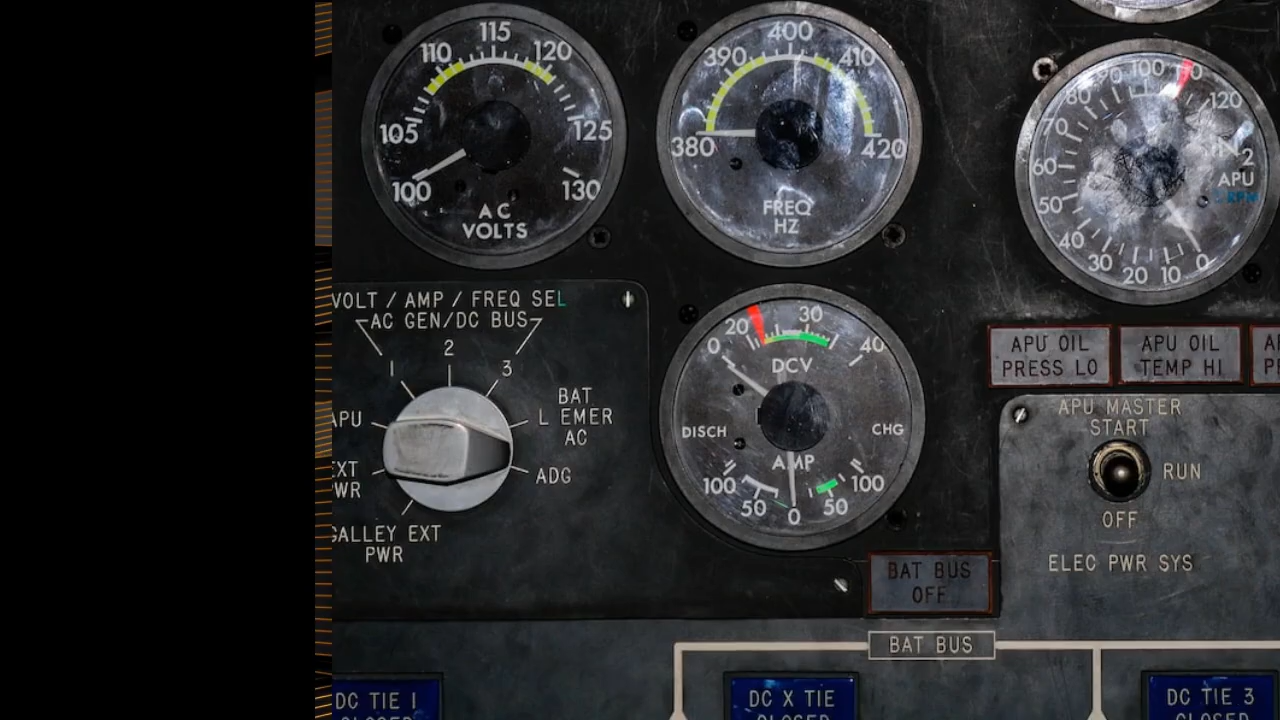 115
110
120
105
125
100
130
AC
VOLTS
400
390
410
380
420
FREQ
HZ
100
90
80
120
70
60
N2
APU
50
40
30
20
10
0
VOLT / AMP / FREQ SEL
AC GEN/DC BUS
2
1
3
BAT
L EMER
AC
APU
ADG
EXT
PWR
GALLEY EXT
PWR
20
30
0
40
DCV
DISCH
CHG
AMP
100
50
0
50
100
APU OIL
PRESS LO
APU OIL
TEMP HI
APU MASTER
START
RUN
OFF
ELEC PWR SYS
BAT BUS
OFF
BAT BUS
DC TIE 1
CLOSED
DC X TIE
CLOSED
DC TIE 3
CLOSED